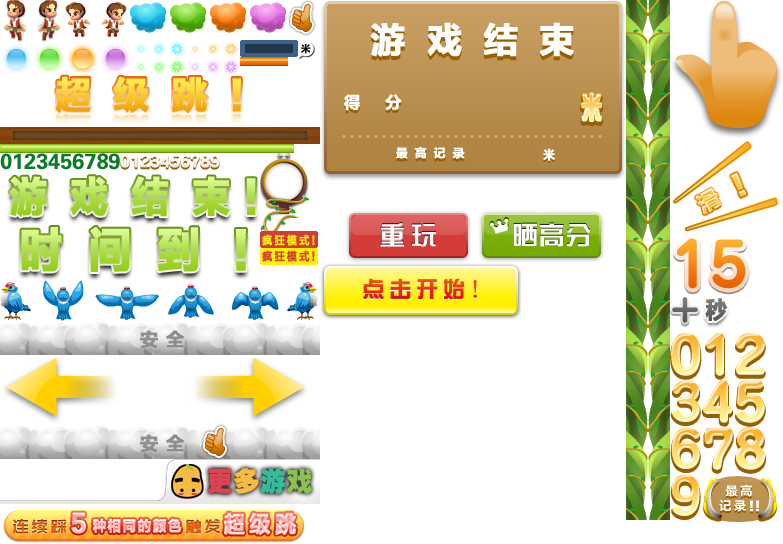 米
超级跳！
0123456789
0123456789
游戏结束！
时间到！
疯狂模式!
疯狂模式!
安全
安全
更多游戏
连续踩5种相同的颜色触发超级跳
游戏结束
得分 米
最高记录 米
重玩
晒高分
点击开始!
滑！
15
+秒
012
345
678
9
最高
记录!!